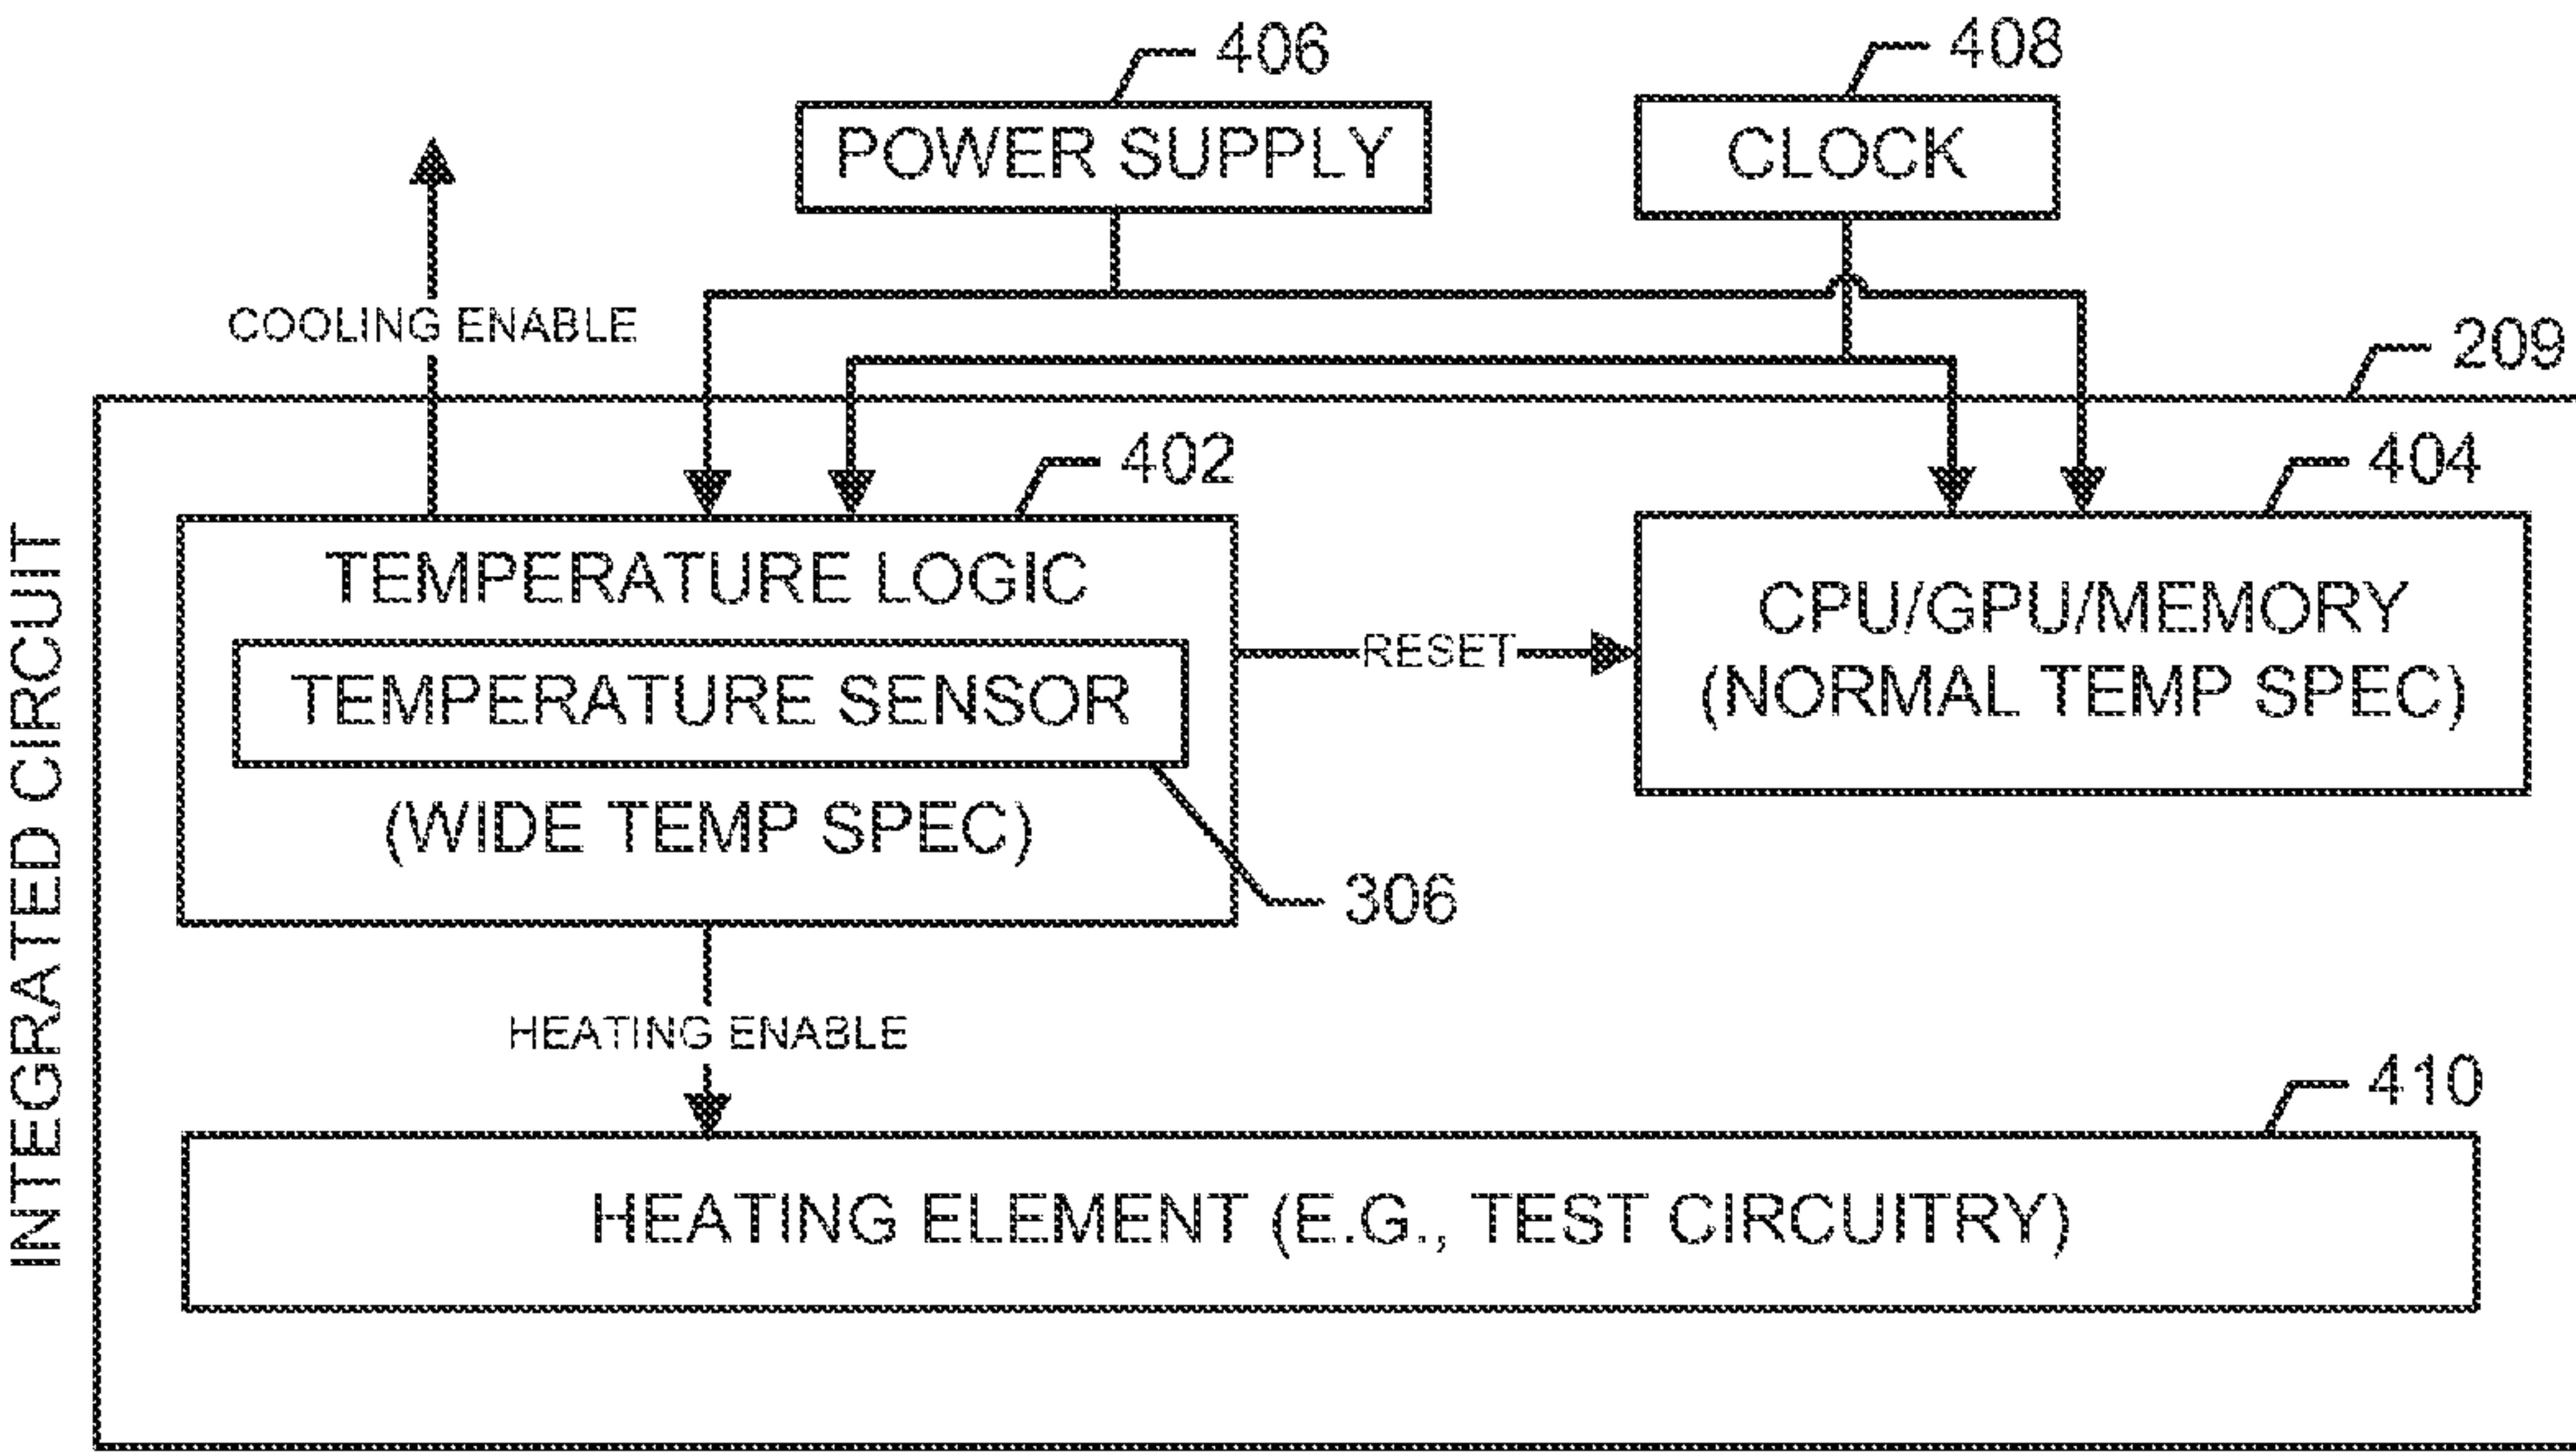 406
408
POWER SUPPLY
CLOCK
COOLING ENABLE
209
402
404
INTEGRATED CIRCUIT
TEMPERATURE LOGIC
TEMPERATURE SENSOR
(WIDE TEMP SPEC)
RESET
CPU/GPU/MEMORY
(NORMAL TEMP SPEC)
306
HEATING ENABLE
410
HEATING ELEMENT (E.G., TEST CIRCUITRY)